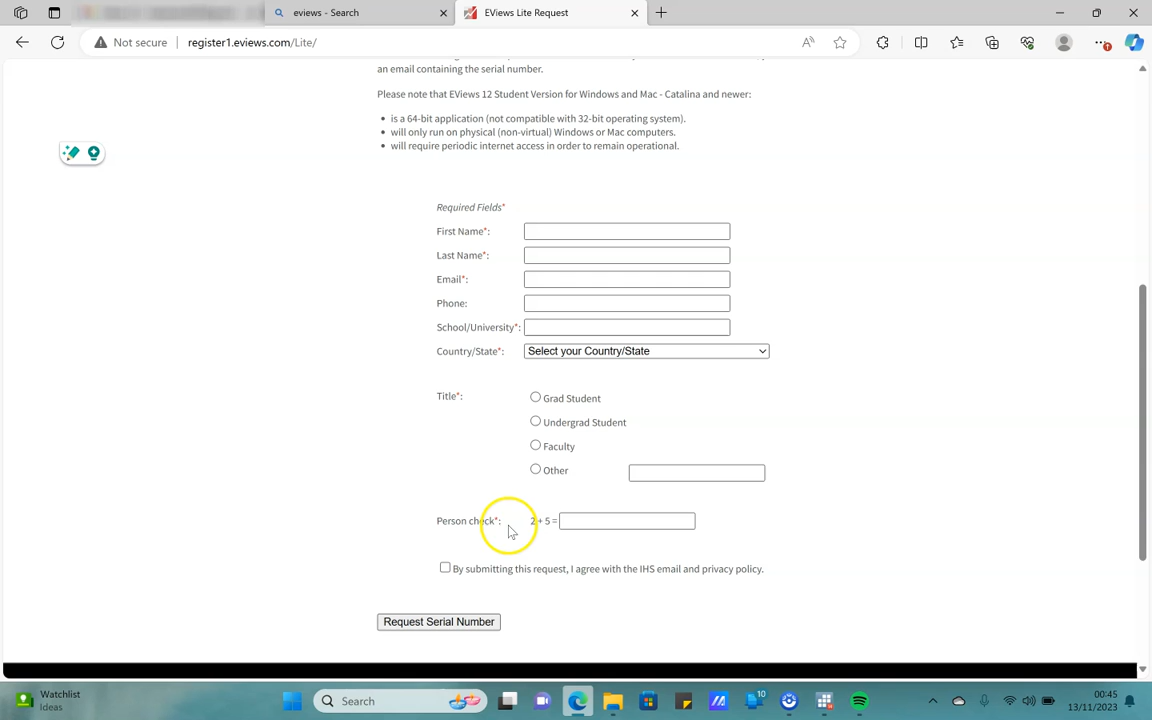 eviews - Search
EViews Lite Request
Not secure register1.eviews.com/Lite/
an email containing the serial number.
Please note that EViews 12 Student Version for Windows and Mac - Catalina and newer:
• is a 64-bit application (not compatible with 32-bit operating system).
• will only run on physical (non-virtual) Windows or Mac computers.
• will require periodic internet access in order to remain operational.
Required Fields*
First Name*:
Last Name*:
Email*:
Phone:
School/University*:
Country/State*: Select your Country/State
Title*: Grad Student
Undergrad Student
Faculty
Other
Person check*: 2 + 5 =
By submitting this request, I agree with the IHS email and privacy policy.
Request Serial Number
Watchlist
Ideas
Search
10
00:45
13/11/2023